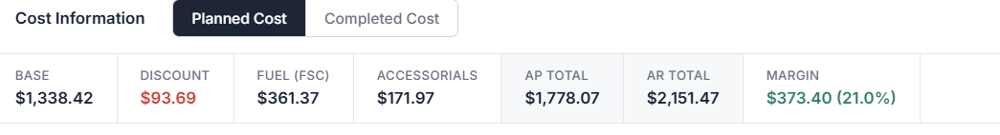 Cost Information Planned Cost Completed Cost
BASE DISCOUNT FUEL (FSC) ACCESSORIALS AP TOTAL AR TOTAL MARGIN
$1,338.42 $93.69 $361.37 $171.97 $1,778.07 $2,151.47 $373.40 (21.0%)